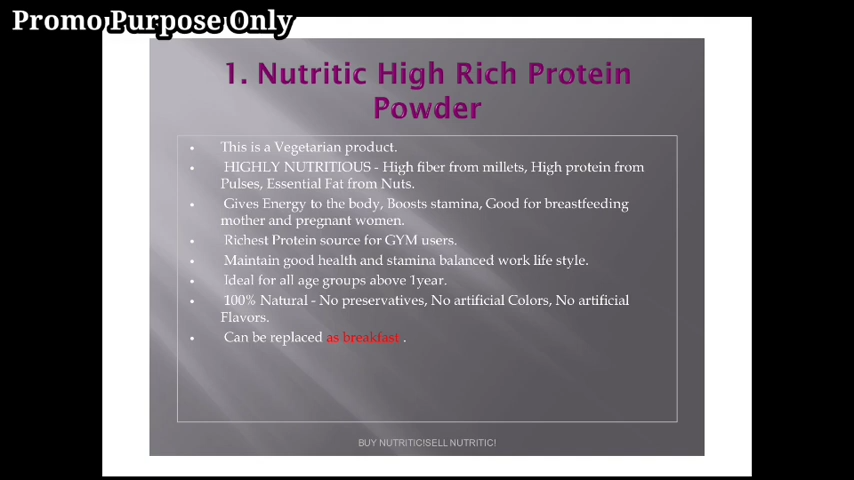 Promo Purpose Only
1. Nutritic High Rich Protein
Powder
• This is a Vegetarian product.
• HIGHLY NUTRITIOUS - High fiber from millets, High protein from
Pulses, Essential Fat from Nuts.
• Gives Energy to the body, Boosts stamina, Good for breastfeeding
mother and pregnant women.
• Richest Protein source for GYM users.
• Maintain good health and stamina balanced work life style.
• Ideal for all age groups above 1year.
• 100% Natural - No preservatives, No artificial Colors, No artificial
Flavors.
• Can be replaced as breakfast .
BUY NUTRITIC!SELL NUTRITIC!